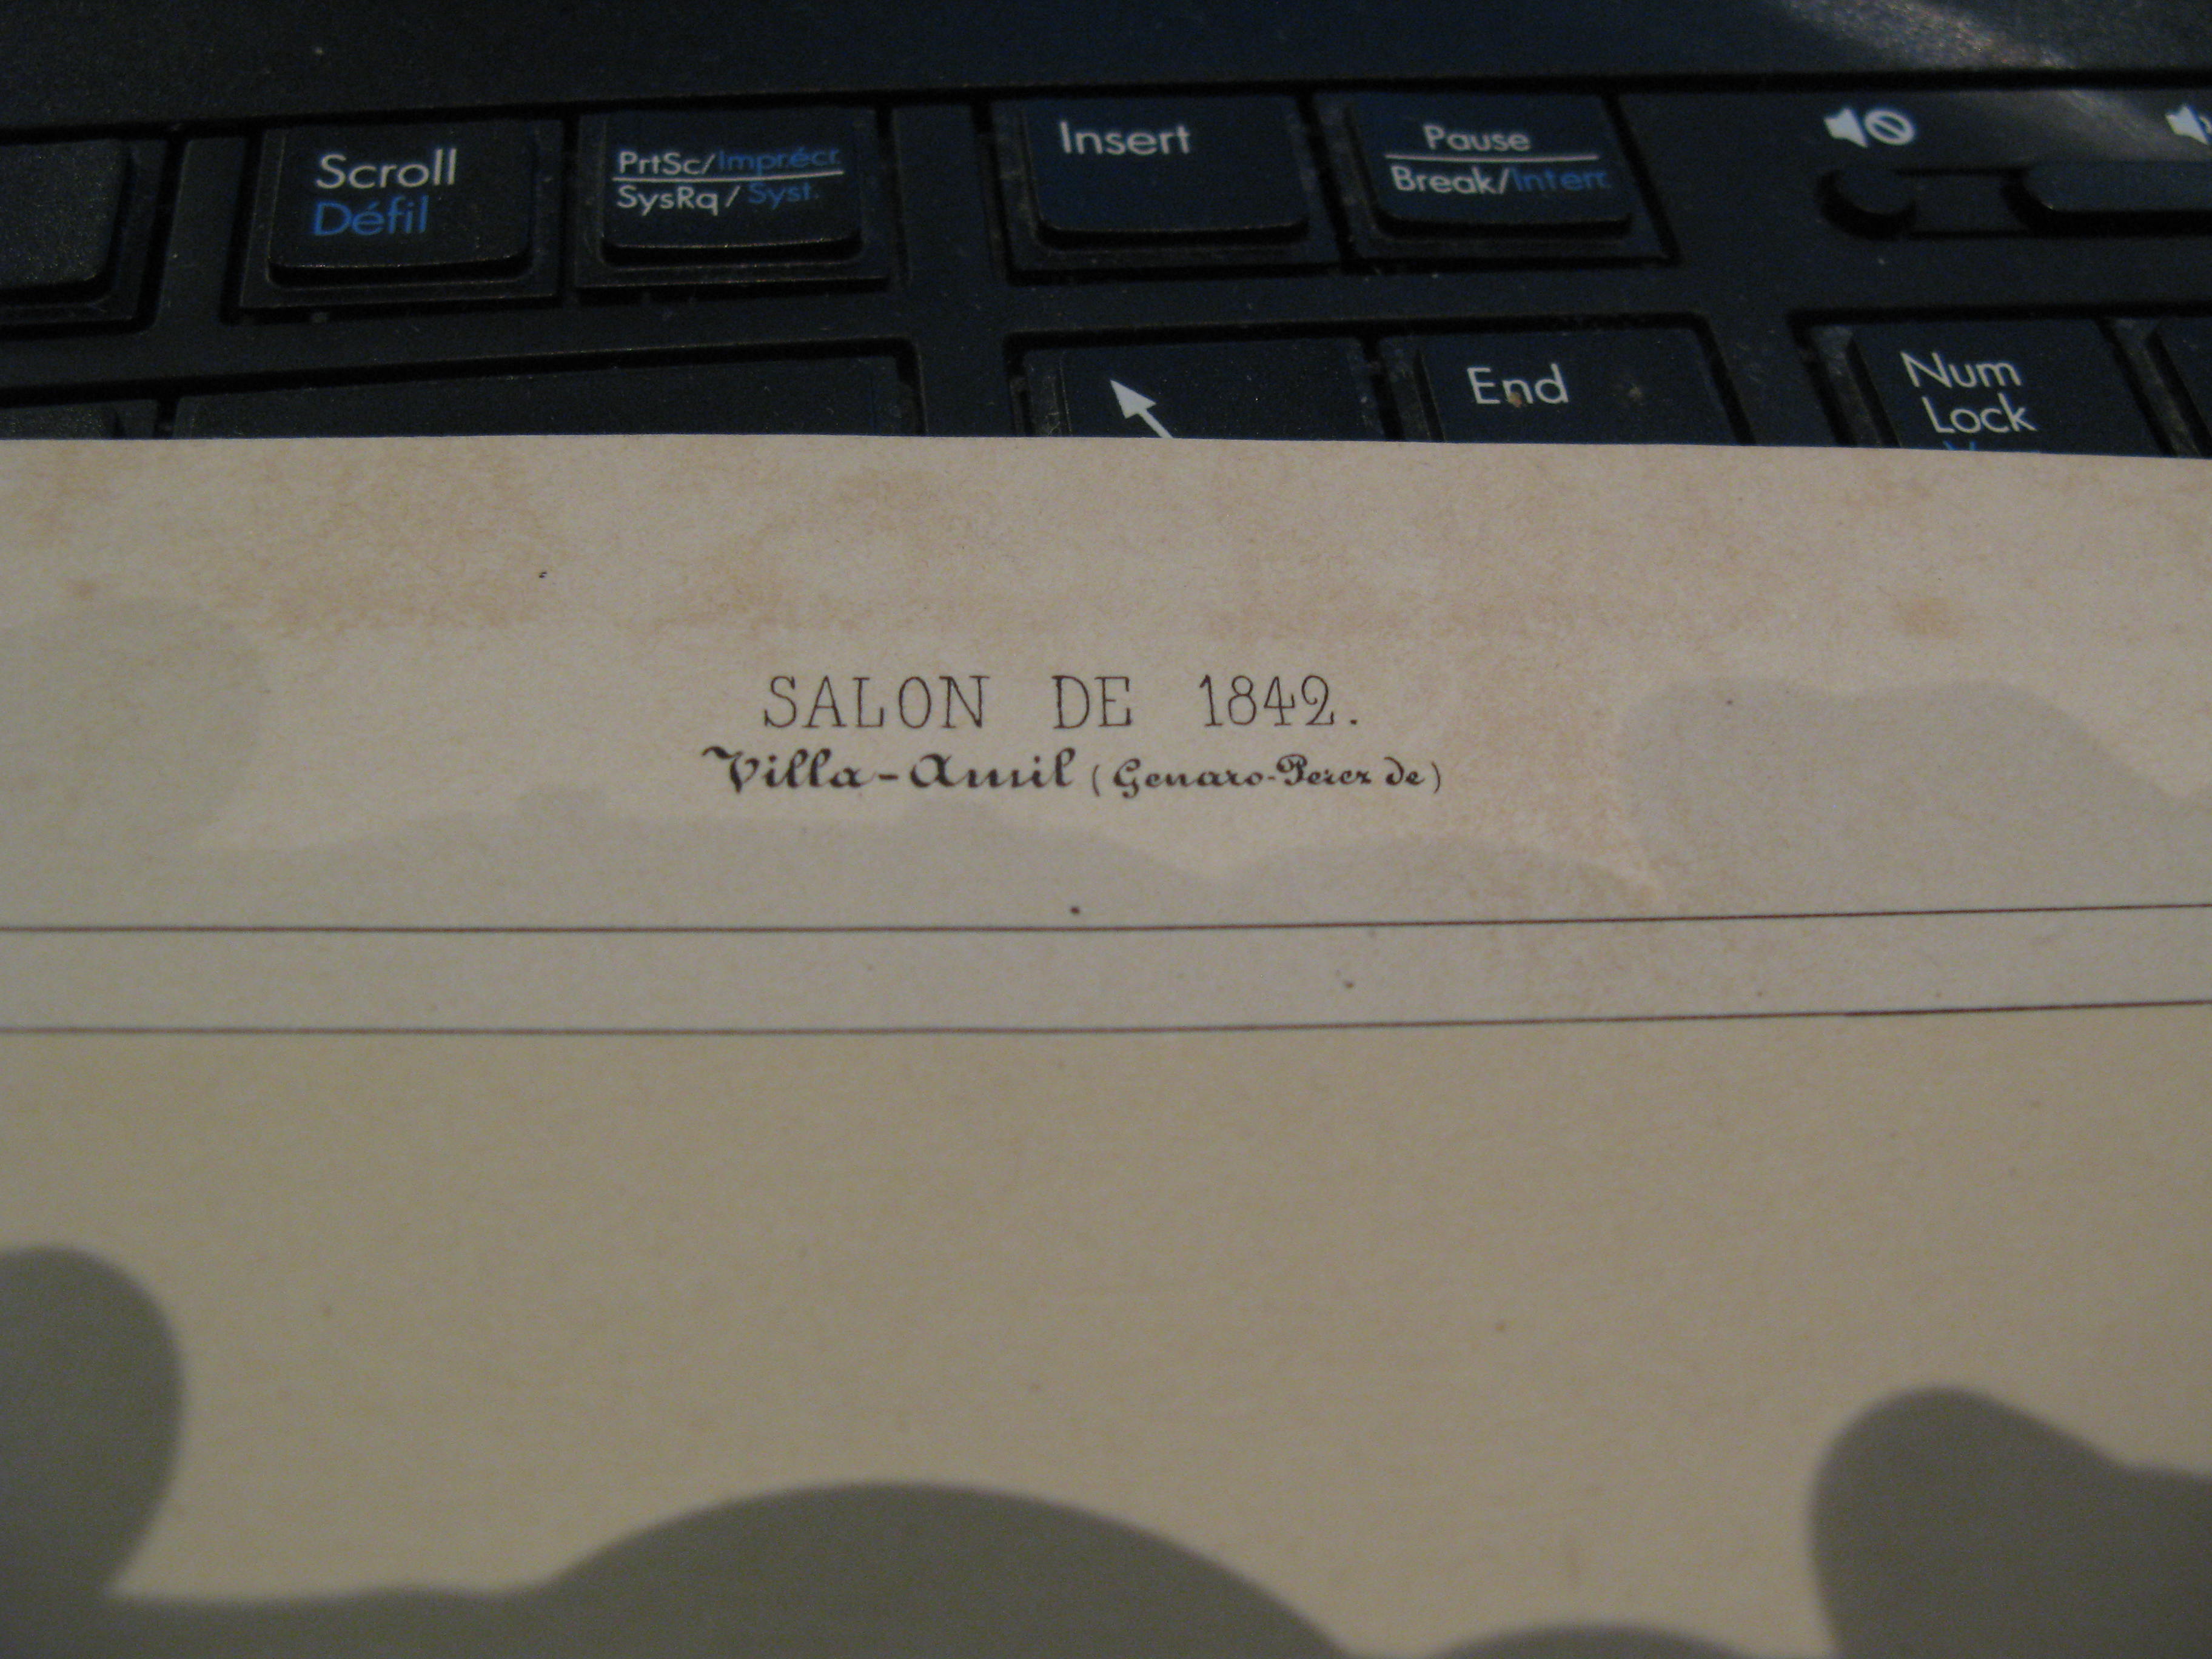 Scroll
Défil
PrtSc/Imprécr.
SysRq/Syst.
Insert
Pause
Break/Interr.
End
Num
Lock
SALON DE 1842.
Villa-Amil (Genaro-Perez de)